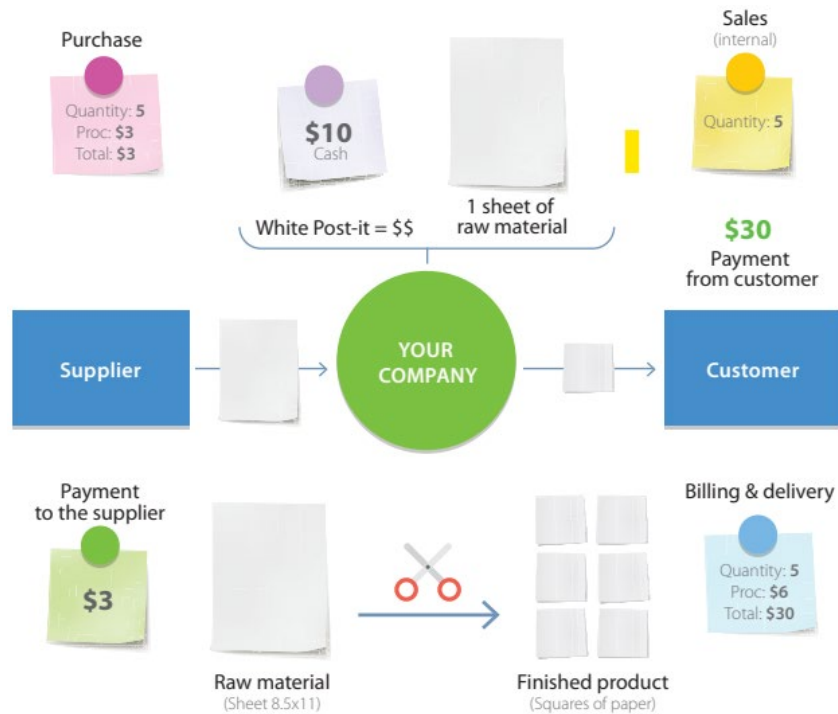 Purchase
Quantity: 5
Proc: $3
Total: $3
$10
Cash
White Post-it = $$
1 sheet of
raw material
Sales
(internal)
Quantity: 5
$30
Payment
from customer
Supplier
YOUR
COMPANY
Customer
Payment
to the supplier
$3
Raw material
(Sheet 8.5x11)
Finished product
(Squares of paper)
Billing & delivery
Quantity: 5
Proc: $6
Total: $30